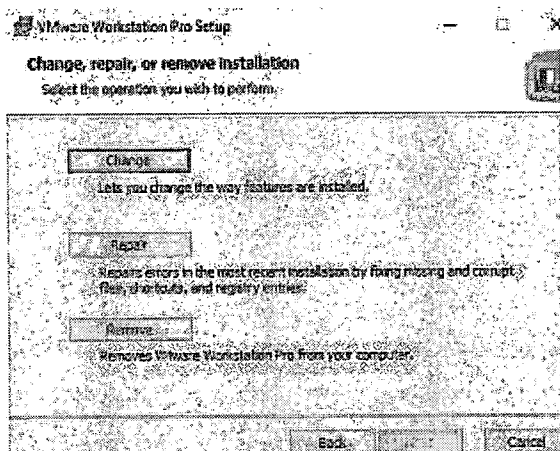 VMware Workstation Pro Setup
Change, repair, or remove installation
Select the operation you wish to perform.
Change
Lets you change the way features are installed.
Repair
Repairs errors in the most recent installation by fixing missing and corrupt
files, shortcuts, and registry entries.
Remove
Removes VMware Workstation Pro from your computer.
Back
Cancel